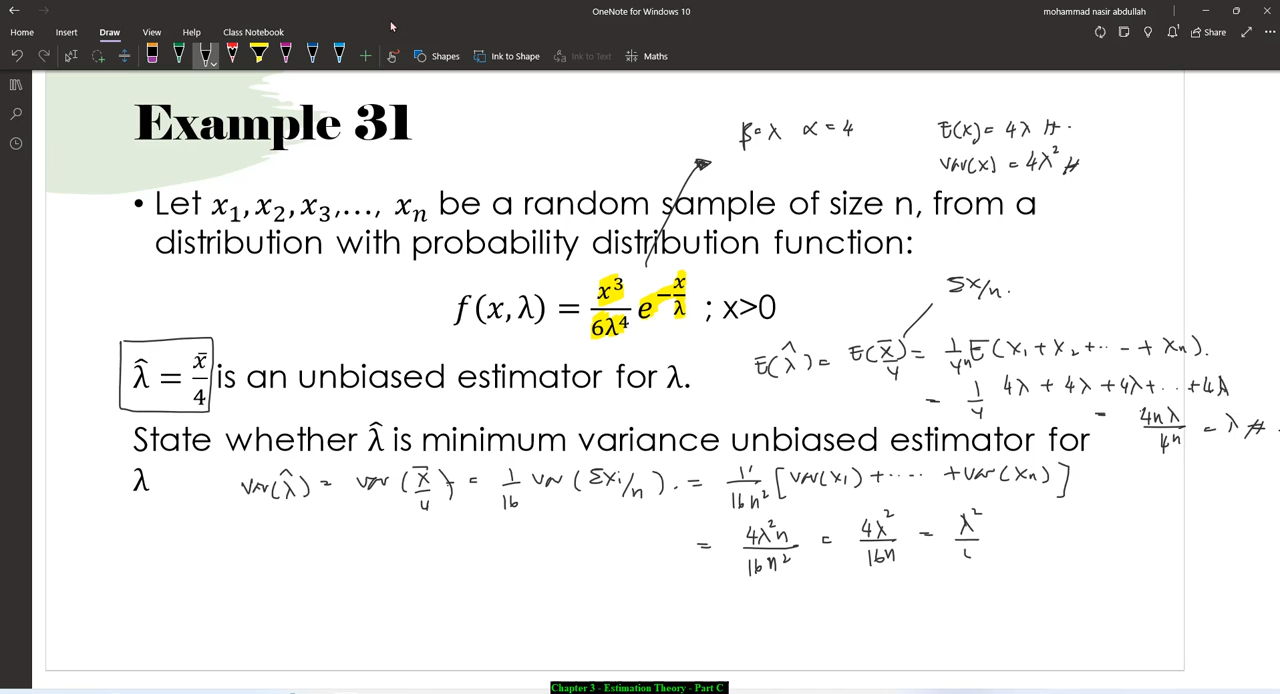 OneNote for Windows 10
mohammad nasir abdullah
Home Insert Draw View Help Class Notebook
Share
Shapes Ink to Shape Ink to Text Maths
Example 31
β = λ α = 4
E(x) = 4λ #.
Var(x) = 4λ² #
• Let x₁, x₂, x₃,…, xₙ be a random sample of size n, from a
distribution with probability distribution function:
f(x, λ) = x³/6λ⁴ e^(−x/λ) ; x>0
Σx/n.
λ̂ = x̄/4 is an unbiased estimator for λ.
E(λ̂) = E(x̄/4) = 1/4n E(x₁ + x₂ + ... + xₙ).
= 1/4 4λ + 4λ + 4λ + ... + 4λ
= 4nλ/4n = λ #
State whether λ̂ is minimum variance unbiased estimator for
λ
Var(λ̂) = Var(x̄/4) = 1/16 Var(Σxi/n). = 1/16n² [Var(x₁) + ..... + Var(xₙ)]
= 4λ²n/16n² = 4λ²/16n = λ²/
Chapter 3 - Estimation Theory - Part C